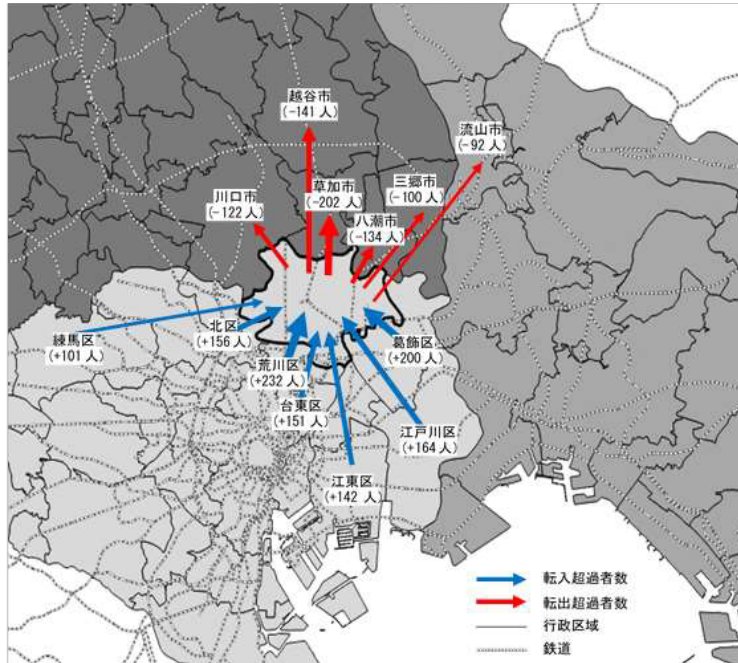 越谷市
(-141 人)
流山市
(-92 人)
草加市
(-202 人)
三郷市
(-100 人)
川口市
(-122 人)
八潮市
(-134 人)
練馬区
(+101 人)
北区
(+156 人)
葛飾区
(+200 人)
荒川区
(+232 人)
台東区
(+151 人)
江戸川区
(+164 人)
江東区
(+142 人)
転入超過者数
転出超過者数
行政区域
鉄道